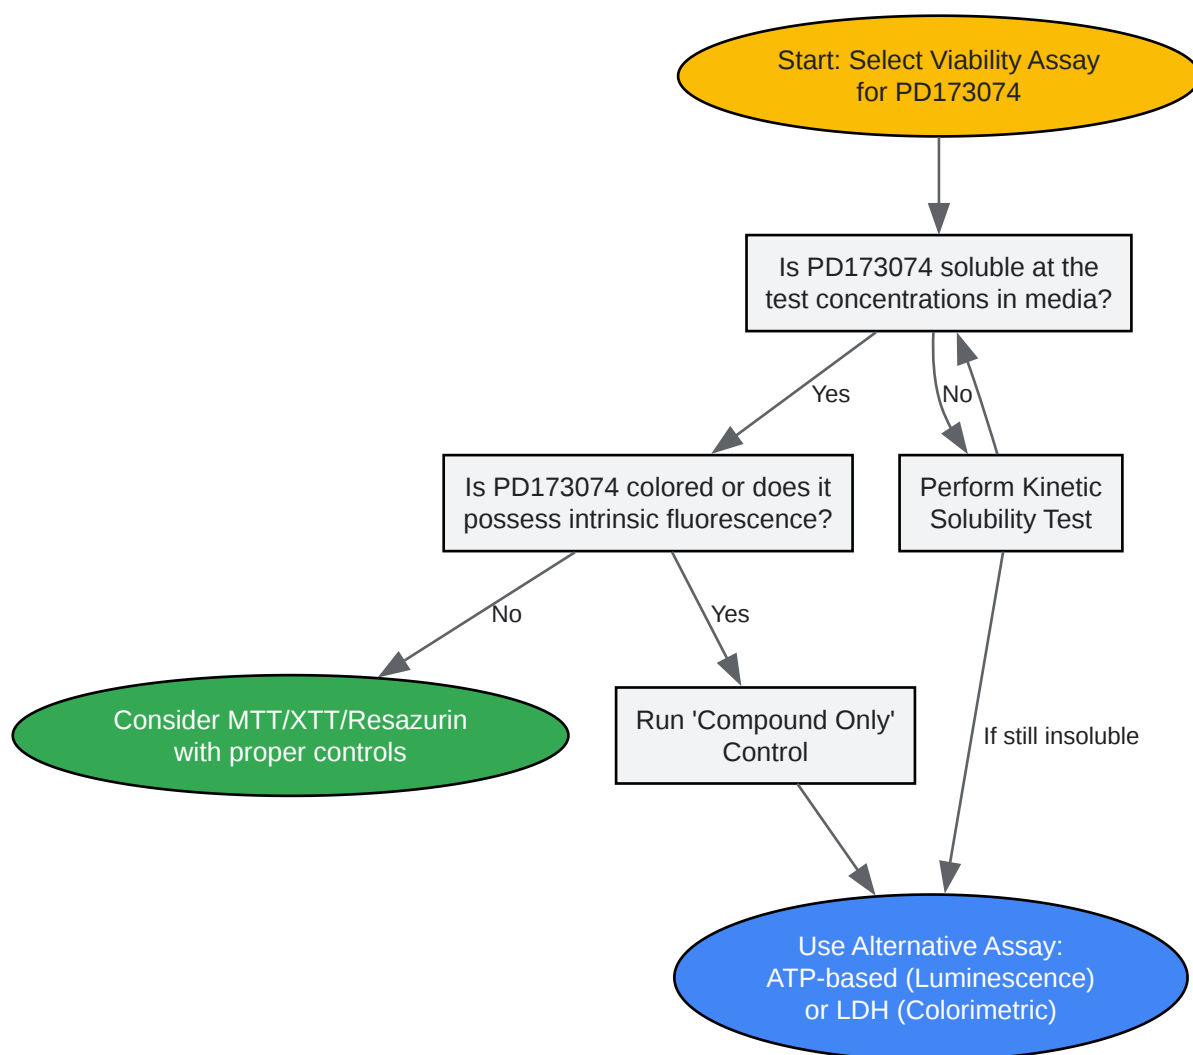 Start: Select Viability Assay
for PD173074
Is PD173074 soluble at the
test concentrations in media?
Yes
No
Is PD173074 colored or does it
possess intrinsic fluorescence?
Perform Kinetic
Solubility Test
No
Yes
Consider MTT/XTT/Resazurin
with proper controls
Run 'Compound Only'
Control
If still insoluble
Use Alternative Assay:
ATP-based (Luminescence)
or LDH (Colorimetric)